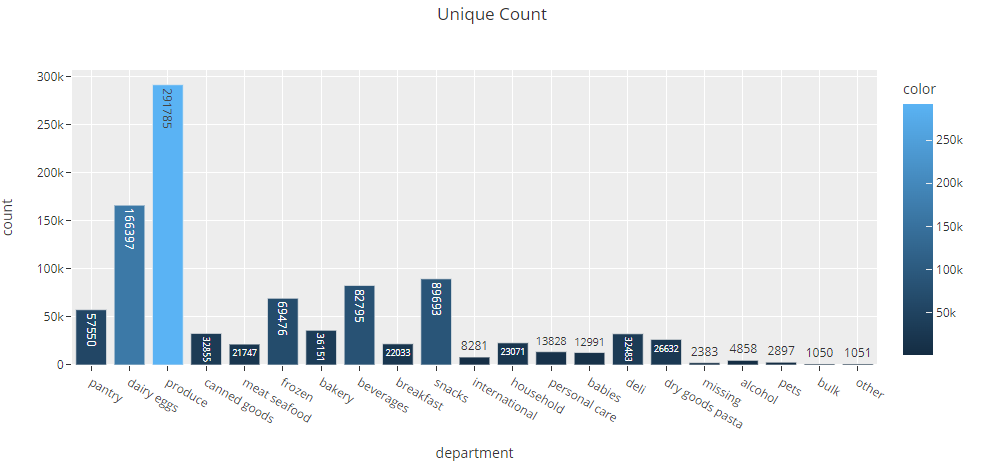 Unique Count
color
300k
250k
200k
150k
100k
50k
0
count
57550
166397
291785
32655
21747
69476
36151
82795
22033
89693
8281
23071
13828
12991
32483
26632
2383
4858
2897
1050
1051
250k
200k
150k
100k
50k
pantry
dairy eggs
produce
canned goods
meat seafood
frozen
bakery
beverages
breakfast
snacks
international
household
personal care
babies
deli
dry goods pasta
missing
alcohol
pets
bulk
other
department